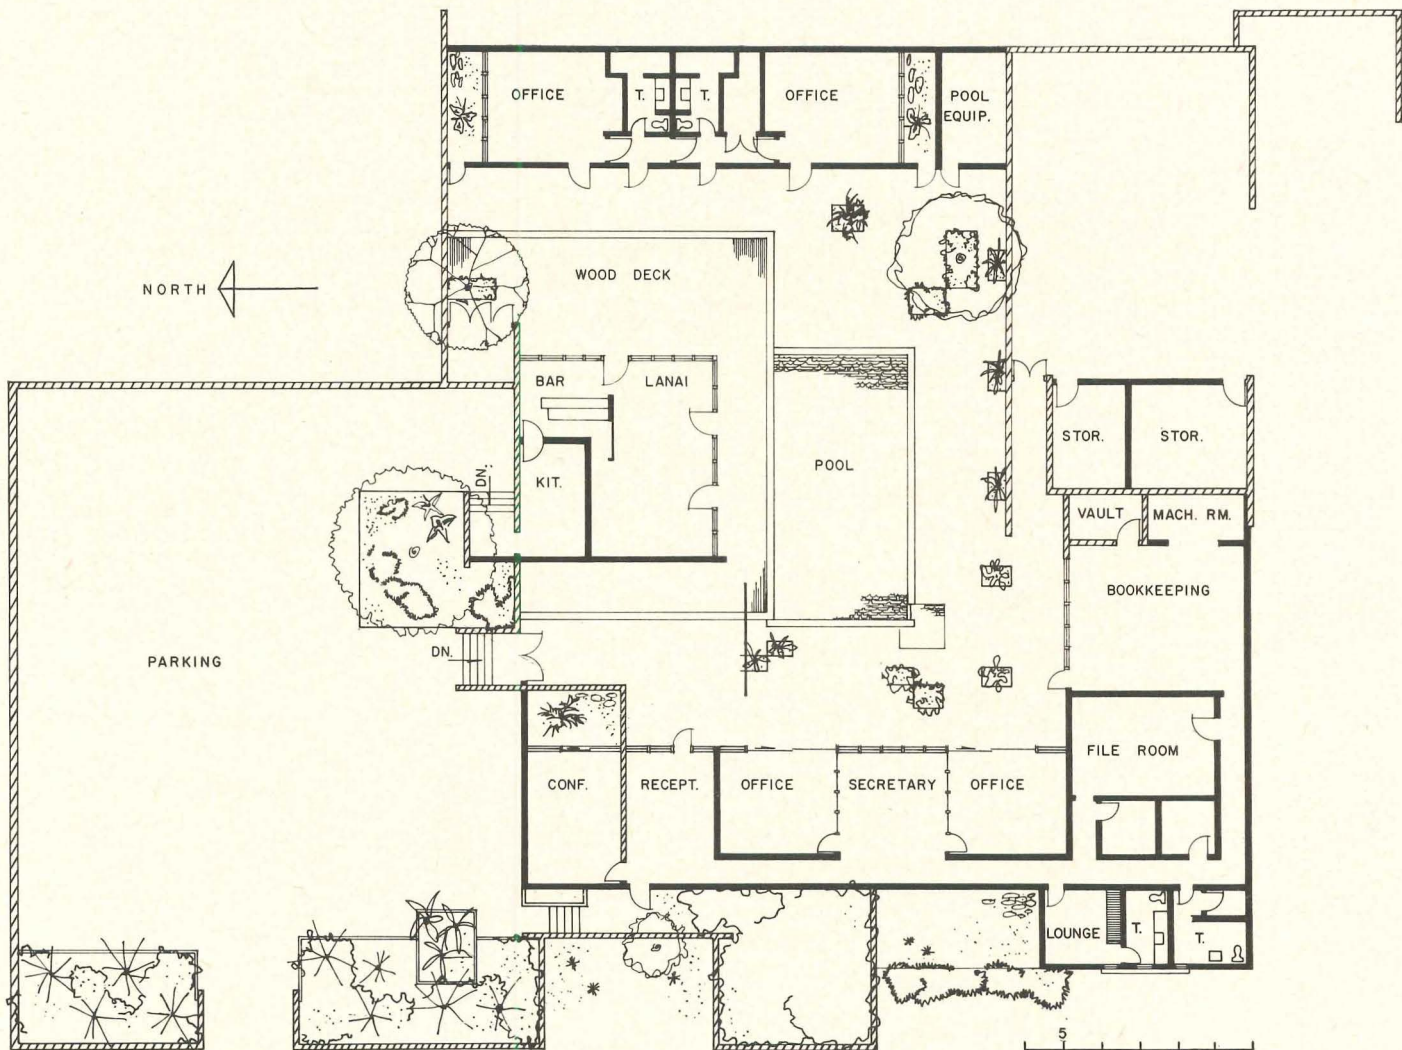 OFFICE
T.
T.
OFFICE
POOL
EQUIP.
NORTH
WOOD DECK
BAR
LANAI
POOL
STOR.
STOR.
DN.
KIT.
VAULT
MACH. RM.
BOOKKEEPING
PARKING
DN.
FILE ROOM
CONF.
RECEPT.
OFFICE
SECRETARY
OFFICE
LOUNGE
T.
T.
5